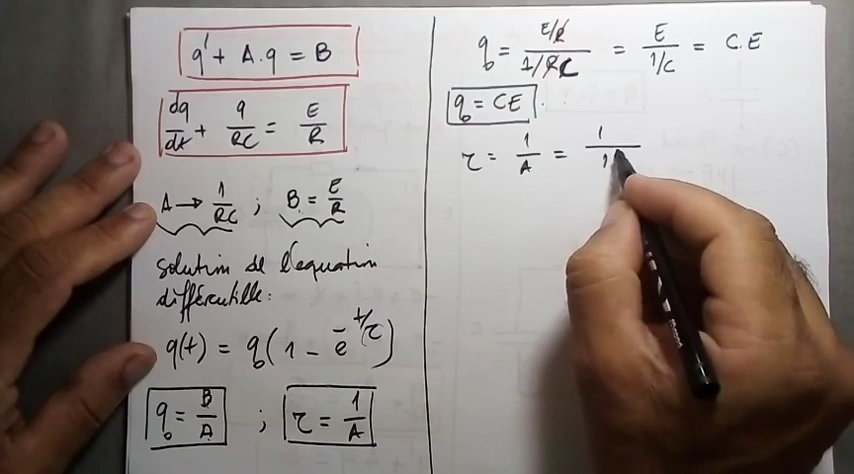 q' + A.q = B
dq/dt + q/RC = E/R
A → 1/RC ; B = E/R
solution de l'équation
différentielle:
q(t) = q₀(1 - e^-t/τ)
q₀ = B/A ; τ = 1/A
q₀ = E/R / 1/RC = E / 1/C = C.E
q₀ = CE
τ = 1/A = 1 / 1